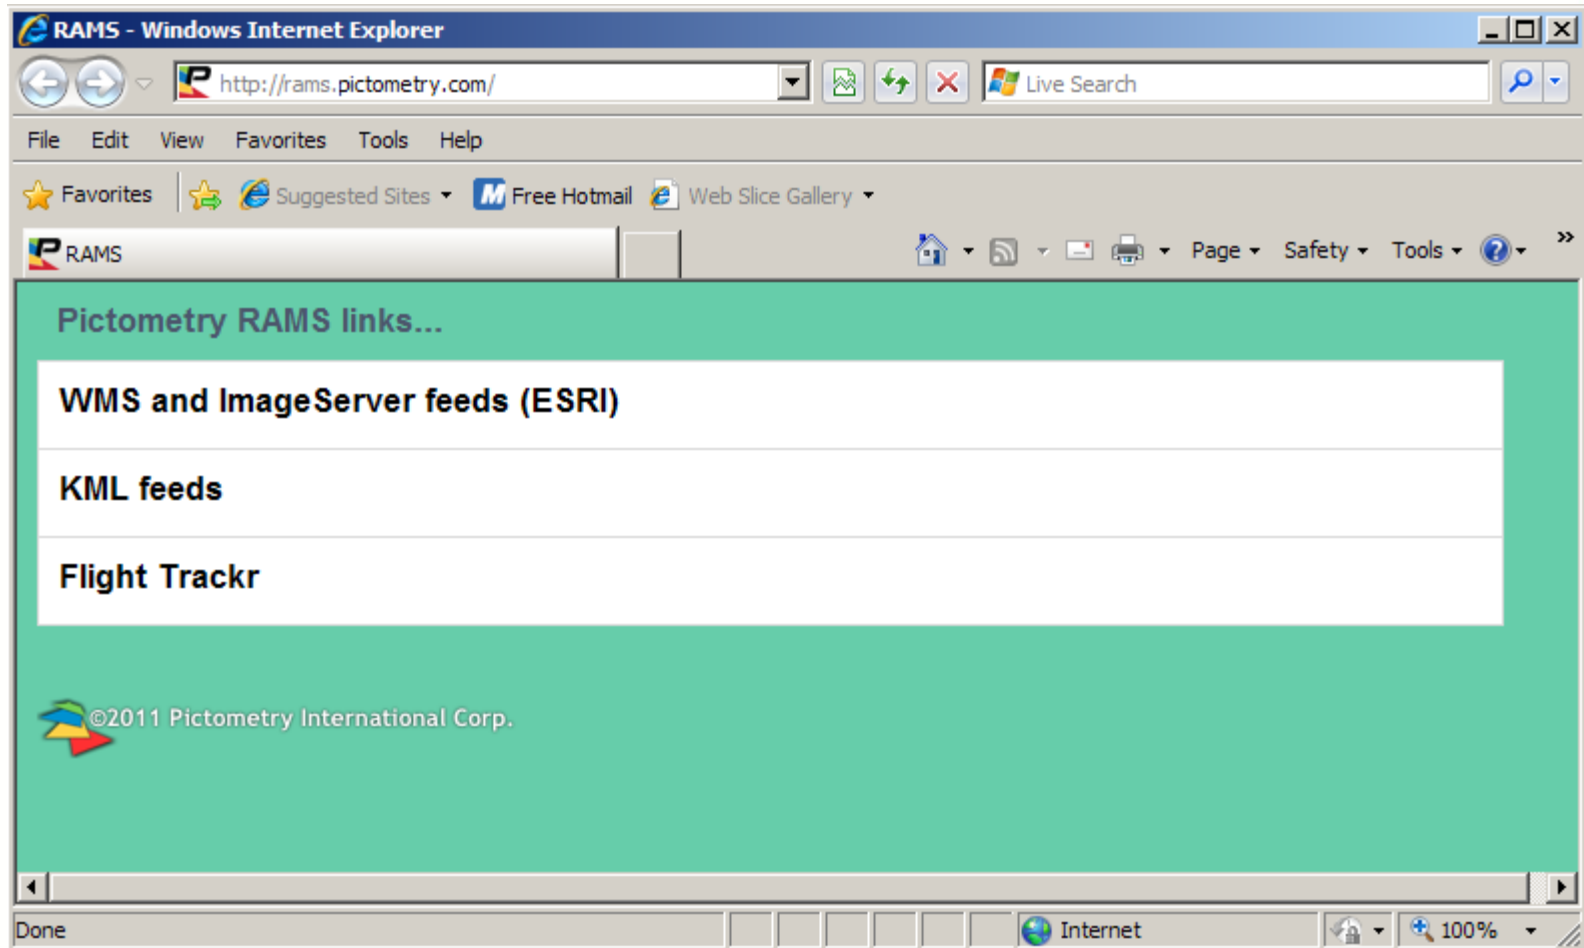 RAMS - Windows Internet Explorer
http://rams.pictometry.com/
Live Search
File Edit View Favorites Tools Help
Favorites Suggested Sites Free Hotmail Web Slice Gallery
RAMS
Page Safety Tools
Pictometry RAMS links...
WMS and ImageServer feeds (ESRI)
KML feeds
Flight Trackr
©2011 Pictometry International Corp.
Done Internet 100%